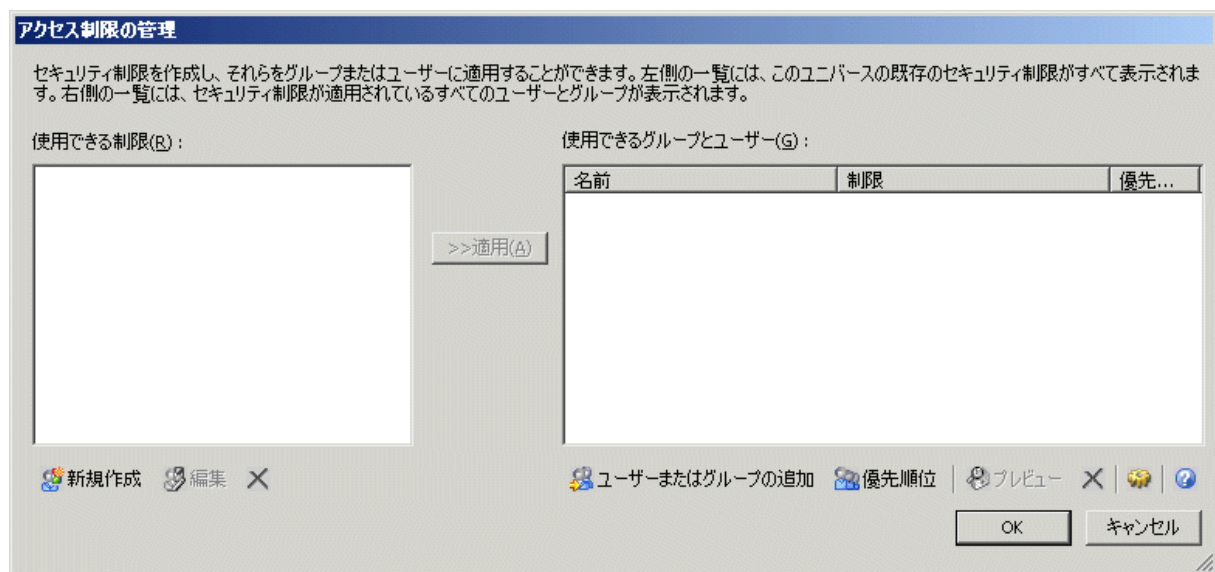 アクセス制限の管理
セキュリティ制限を作成し、それらをグループまたはユーザーに適用することができます。左側の一覧には、このユニバースの既存のセキュリティ制限がすべて表示されま
す。右側の一覧には、セキュリティ制限が適用されているすべてのユーザーとグループが表示されます。
使用できる制限(R):
使用できるグループとユーザー(G):
名前 制限 優先...
>>適用(A)
新規作成 編集
ユーザーまたはグループの追加 優先順位 プレビュー
OK キャンセル